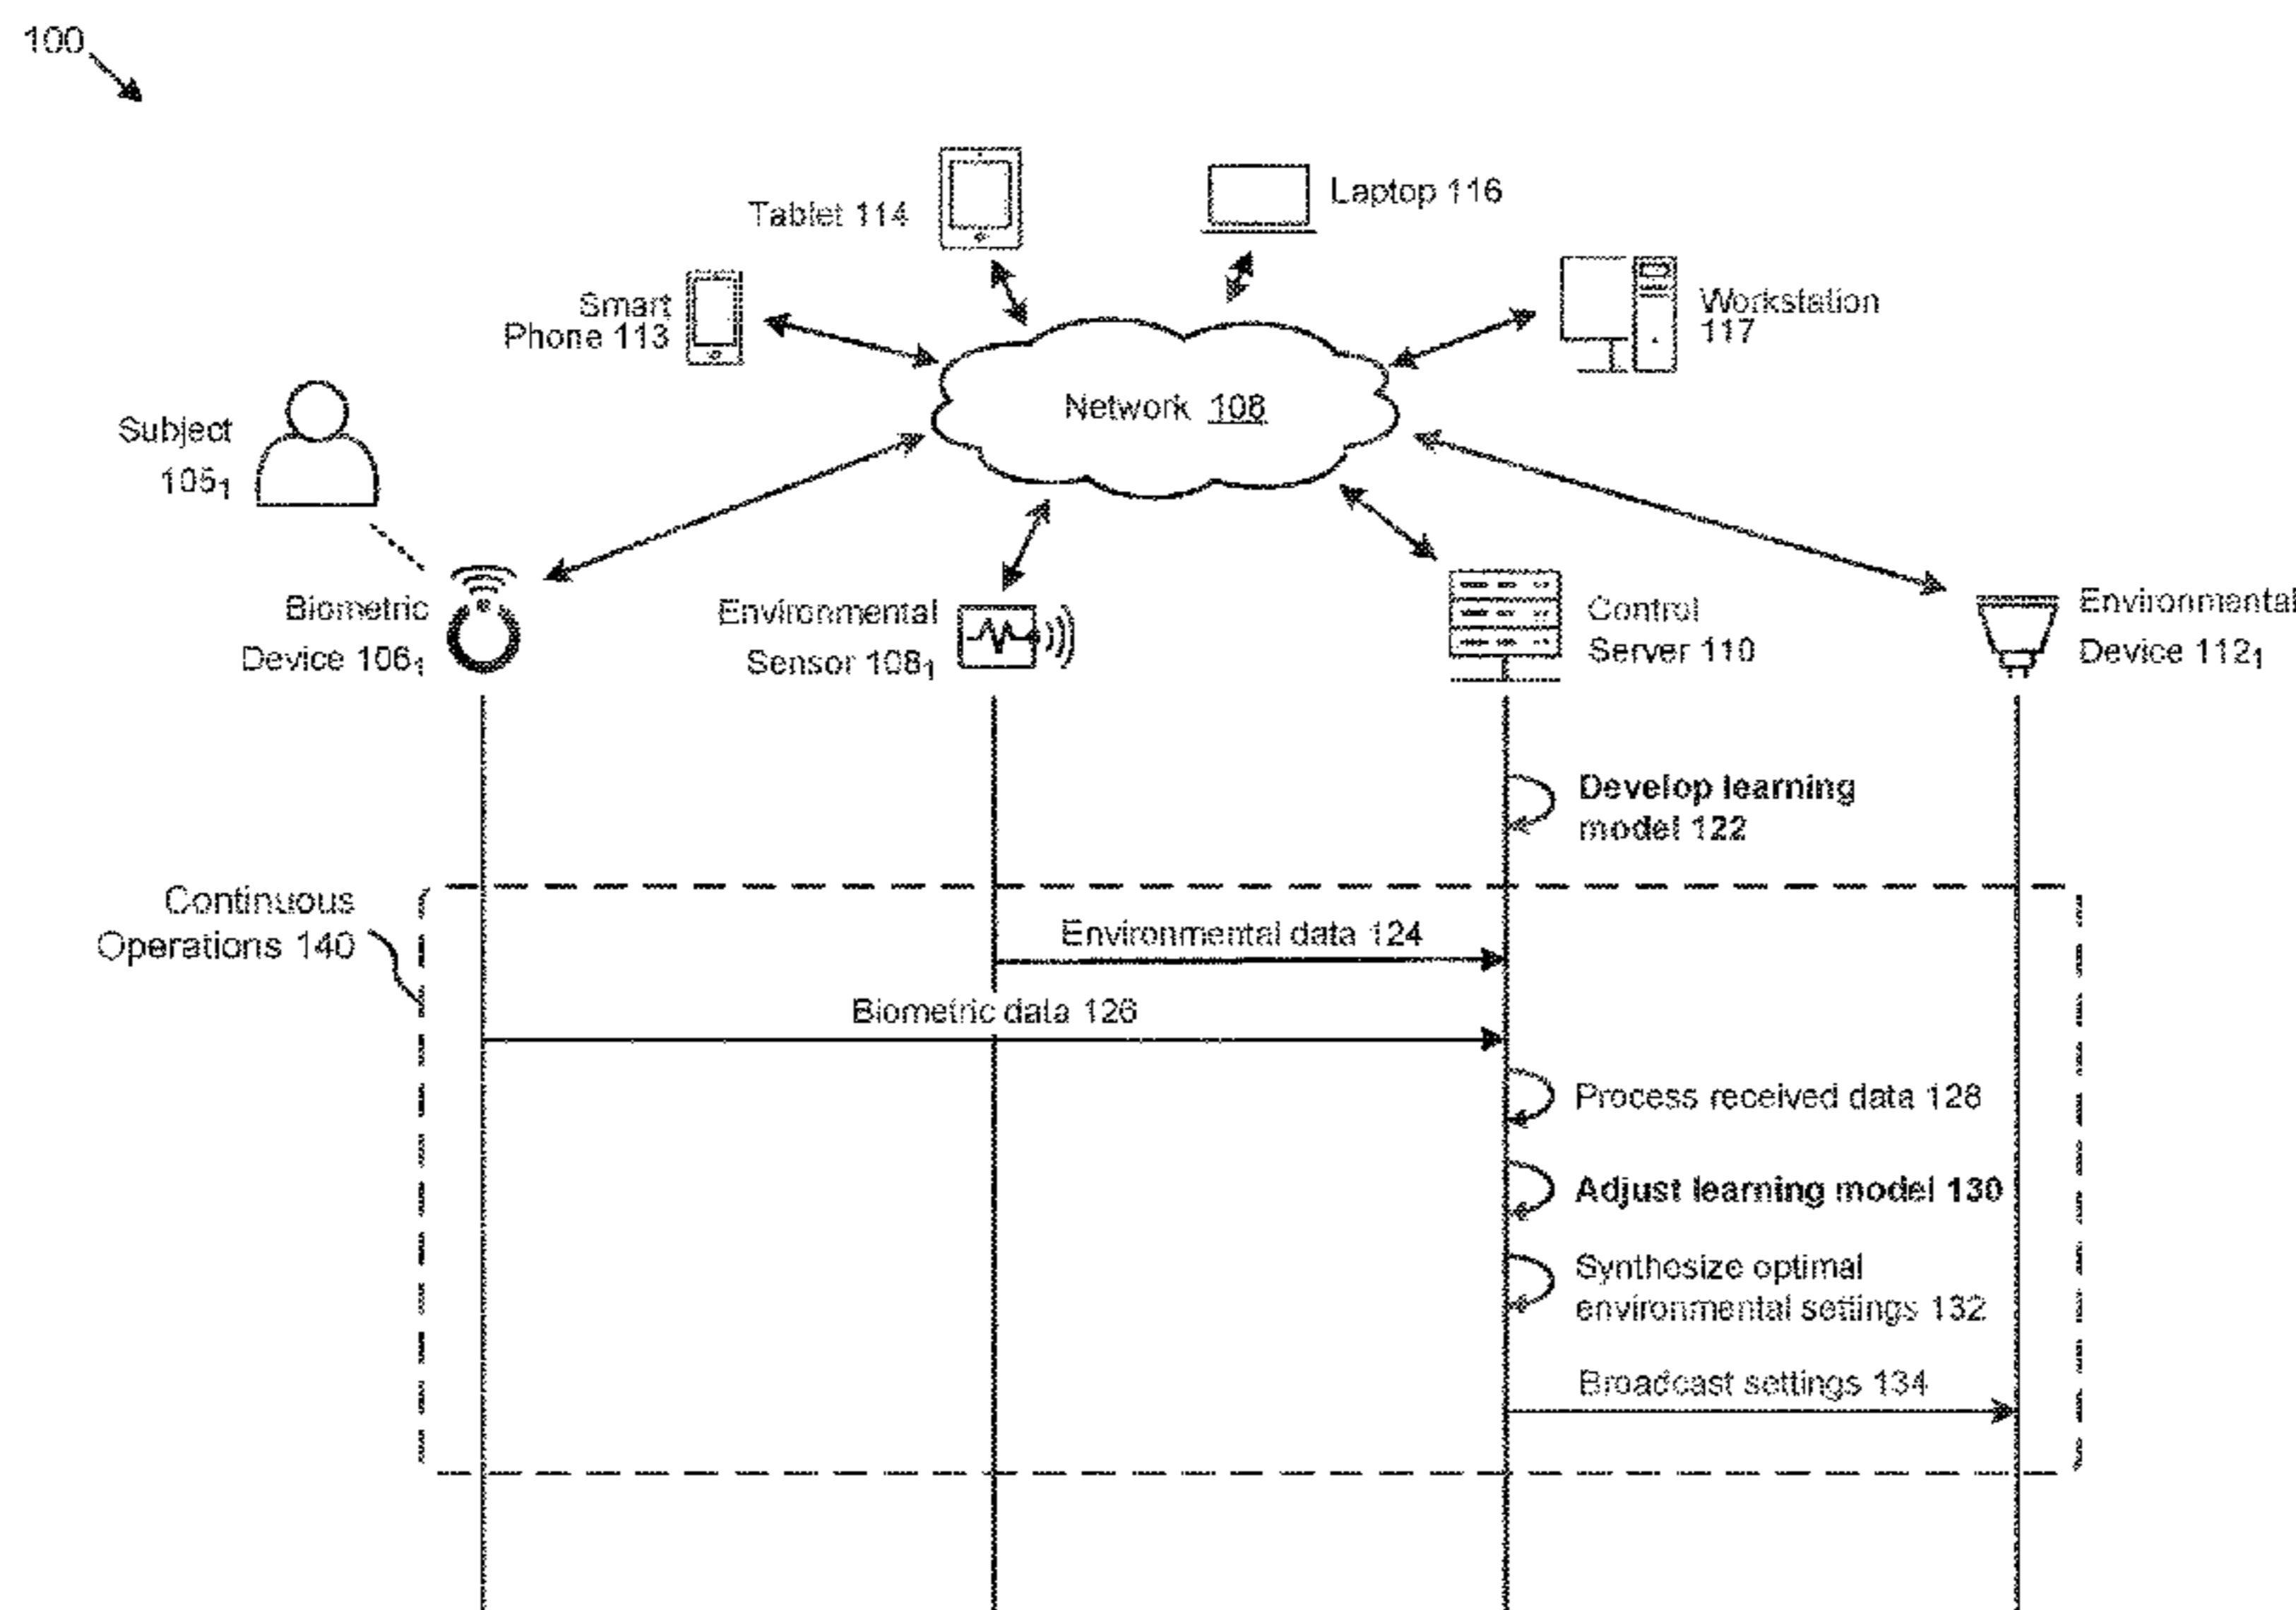 100
Tablet 114
Laptop 116
Smart
Phone 113
Workstation
117
Network 108
Subject
105₁
Biometric
Device 106₁
Environmental
Sensor 108₁
Control
Server 110
Environmental
Device 112₁
Develop learning
model 122
Continuous
Operations 140
Environmental data 124
Biometric data 126
Process received data 128
Adjust learning model 130
Synthesize optimal
environmental settings 132
Broadcast settings 134